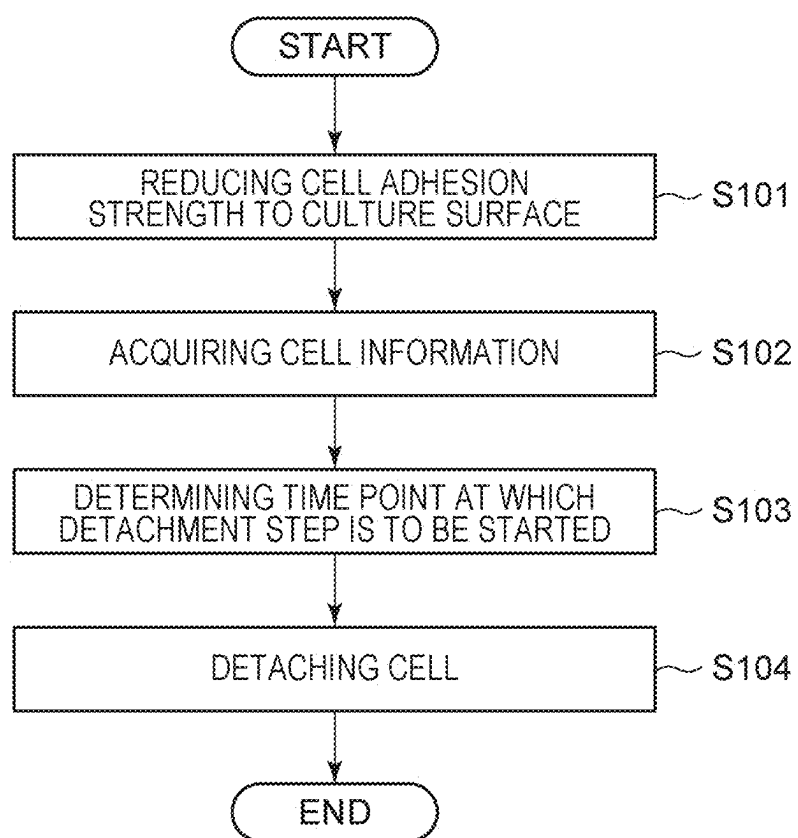 START
REDUCING CELL ADHESION
STRENGTH TO CULTURE SURFACE
S101
ACQUIRING CELL INFORMATION
S102
DETERMINING TIME POINT AT WHICH
DETACHMENT STEP IS TO BE STARTED
S103
DETACHING CELL
S104
END